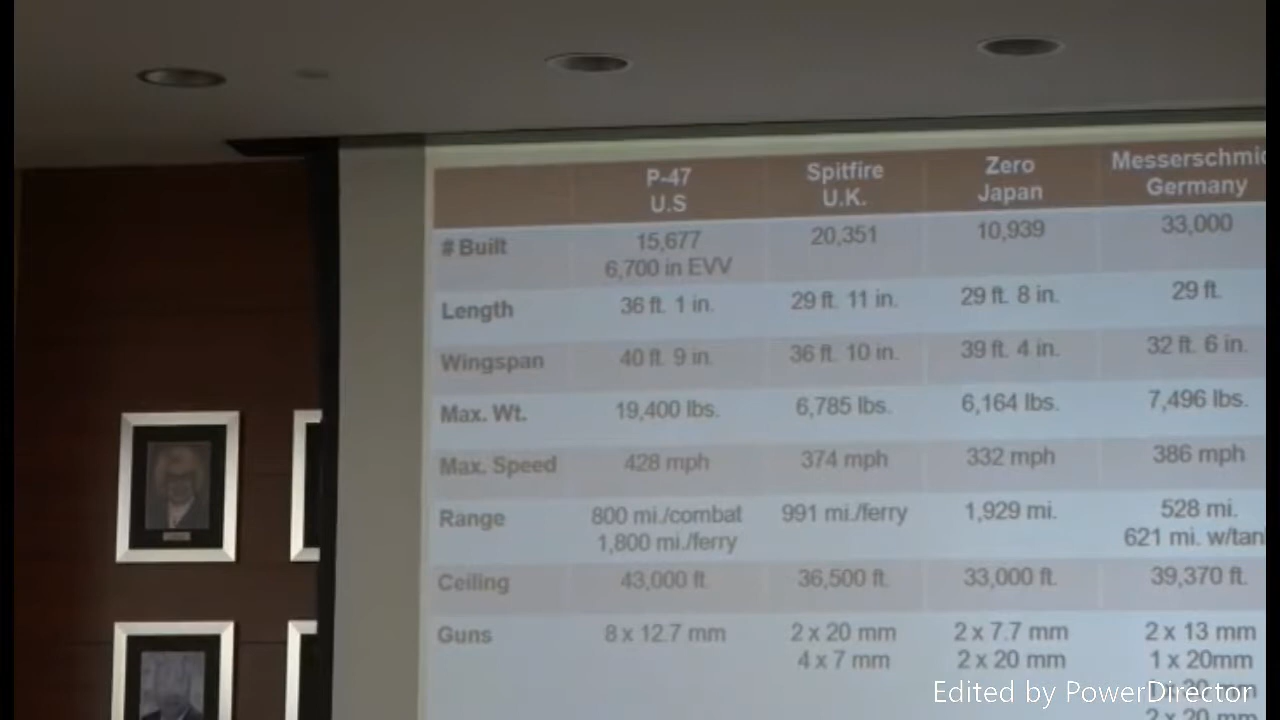 P-47 Spitfire Zero
U.S U.K. Japan Germany
# Built 15,677 20,351 10,939 33,000
6,700 in EVV
Length 36 ft. 1 in. 29 ft. 11 in. 29 ft. 8 in. 29 ft.
Wingspan 40 ft. 9 in. 36 ft. 10 in. 39 ft. 4 in. 32 ft. 6 in.
Max. Wt. 19,400 lbs. 6,785 lbs. 6,164 lbs. 7,496 lbs.
Max. Speed 428 mph 374 mph 332 mph 386 mph
Range 800 mi./combat 991 mi./ferry 1,929 mi. 528 mi.
1,800 mi./ferry 621 mi.
Ceiling 43,000 ft. 36,500 ft. 33,000 ft. 39,370 ft.
Guns 8 x 12.7 mm 2 x 20 mm 2 x 7.7 mm 2 x 13 mm
4 x 7 mm 2 x 20 mm 1 x 20mm
Edited by PowerDirector